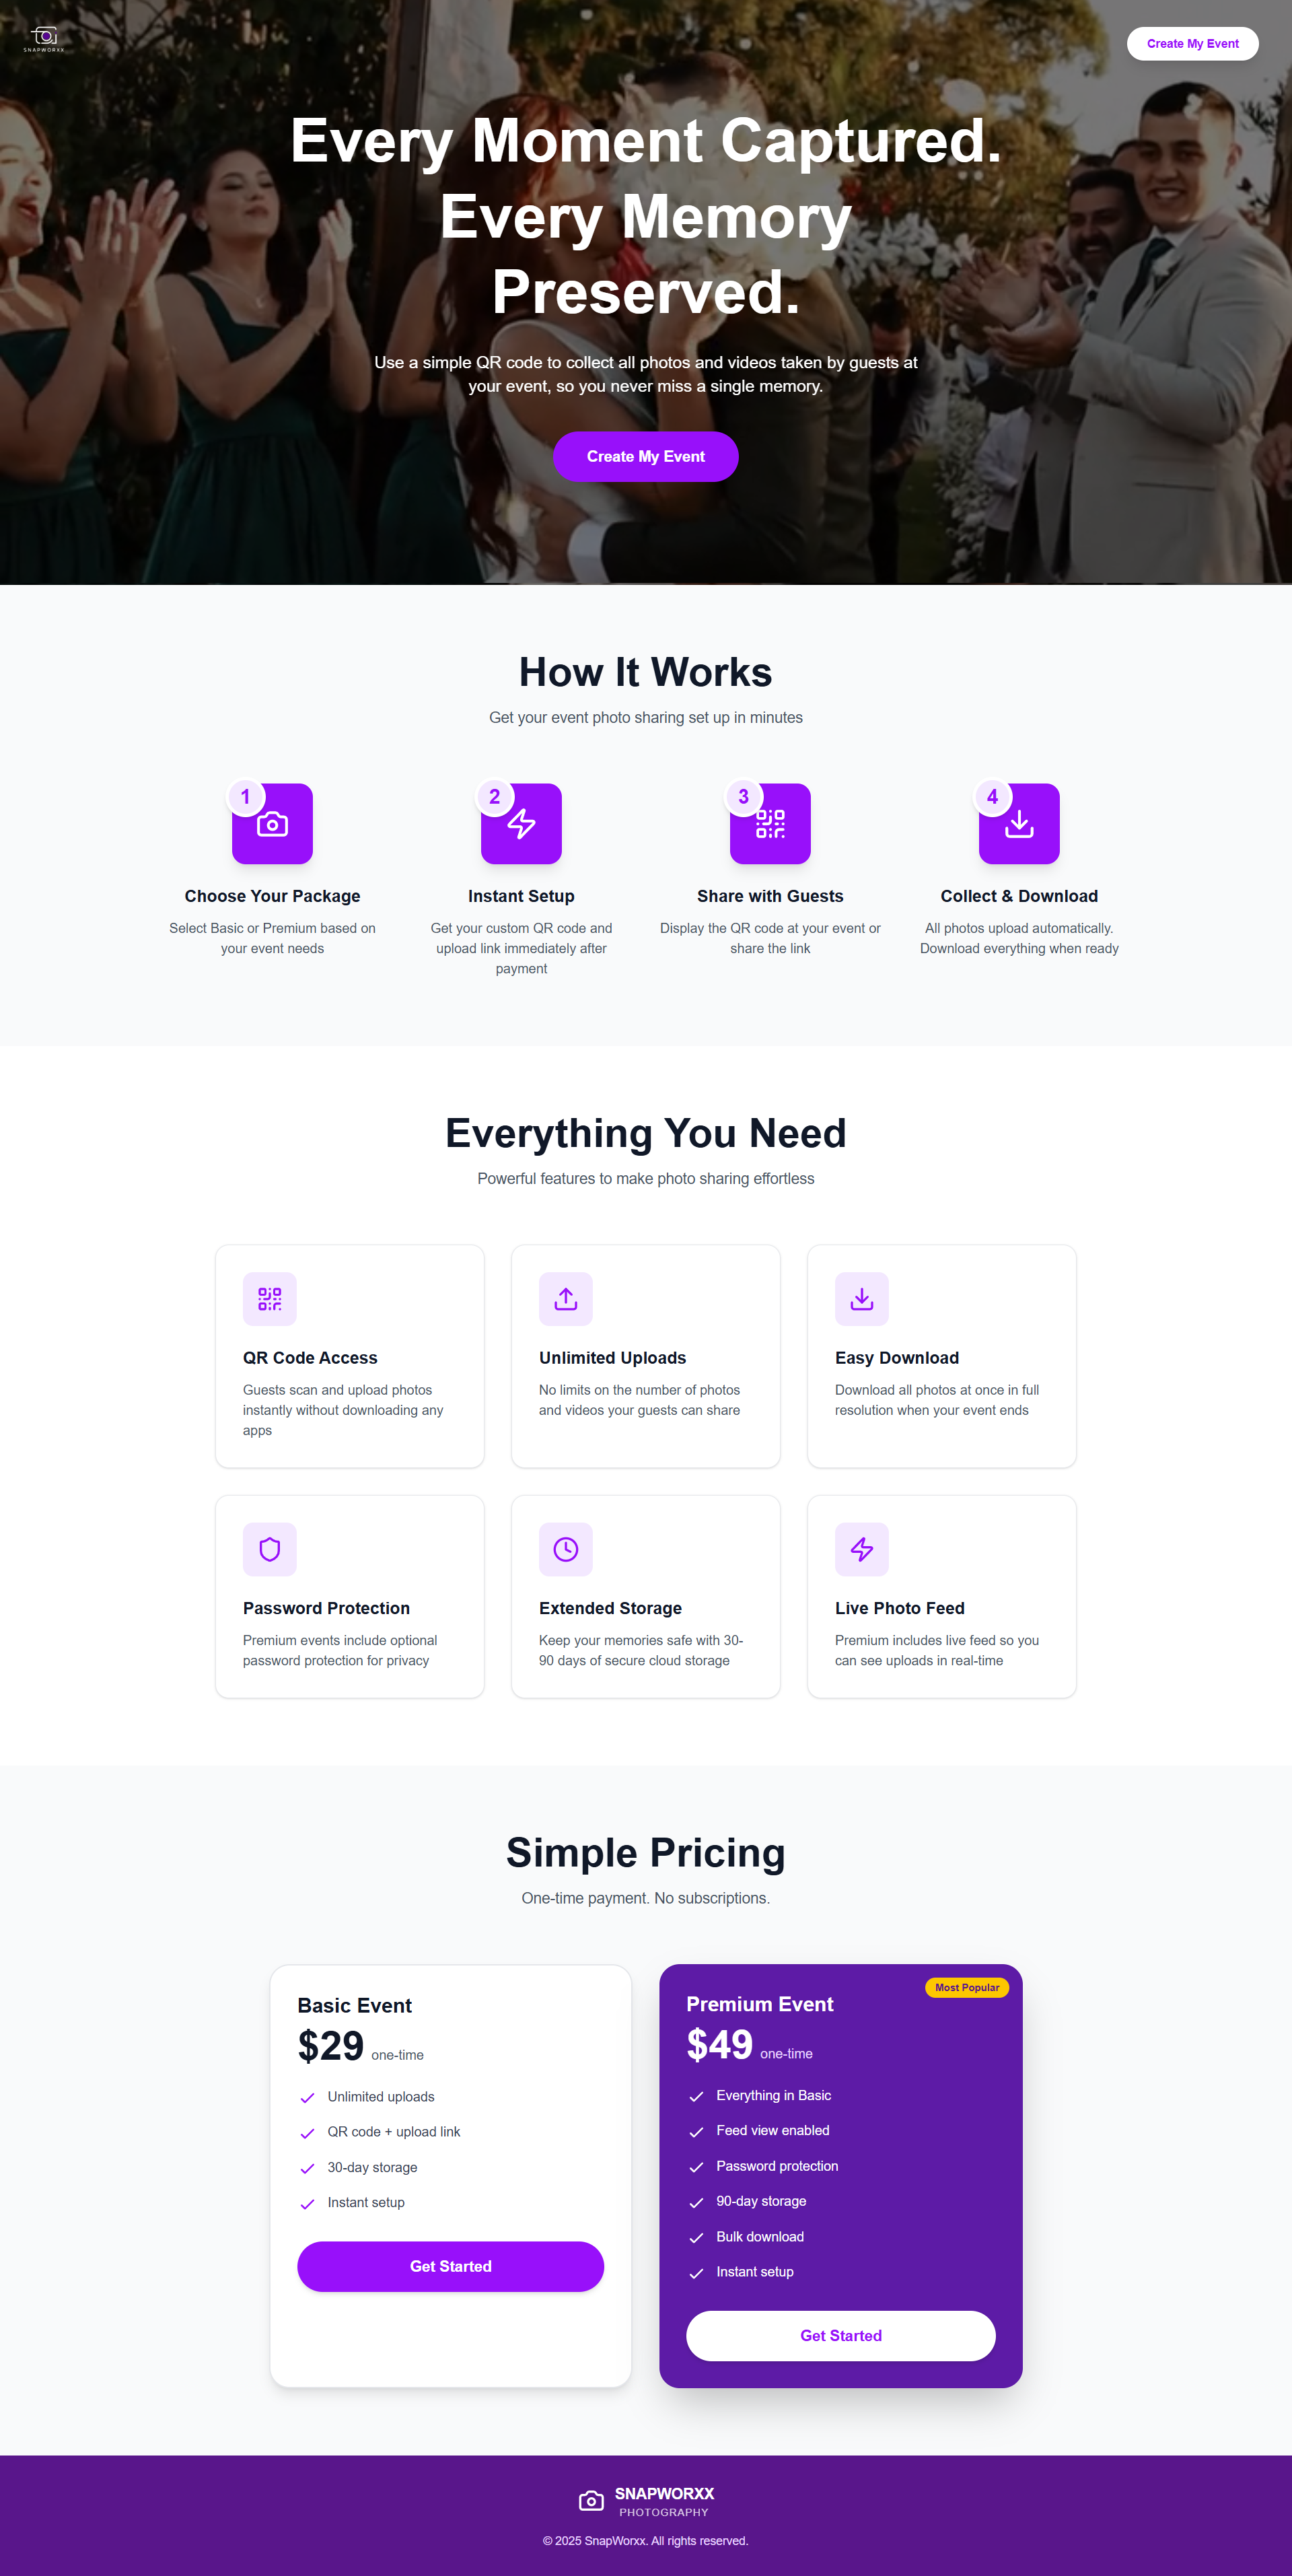 SNAPWORXX
Create My Event
Every Moment Captured.
Every Memory
Preserved.
Use a simple QR code to collect all photos and videos taken by guests at
your event, so you never miss a single memory.
Create My Event
How It Works
Get your event photo sharing set up in minutes
1
Choose Your Package
Select Basic or Premium based on
your event needs
2
Instant Setup
Get your custom QR code and
upload link immediately after
payment
3
Share with Guests
Display the QR code at your event or
share the link
4
Collect & Download
All photos upload automatically.
Download everything when ready
Everything You Need
Powerful features to make photo sharing effortless
QR Code Access
Guests scan and upload photos
instantly without downloading any
apps
Unlimited Uploads
No limits on the number of photos
and videos your guests can share
Easy Download
Download all photos at once in full
resolution when your event ends
Password Protection
Premium events include optional
password protection for privacy
Extended Storage
Keep your memories safe with 30-
90 days of secure cloud storage
Live Photo Feed
Premium includes live feed so you
can see uploads in real-time
Simple Pricing
One-time payment. No subscriptions.
Basic Event
$29 one-time
Unlimited uploads
QR code + upload link
30-day storage
Instant setup
Get Started
Most Popular
Premium Event
$49 one-time
Everything in Basic
Feed view enabled
Password protection
90-day storage
Bulk download
Instant setup
Get Started
SNAPWORXX
PHOTOGRAPHY
© 2025 SnapWorxx. All rights reserved.